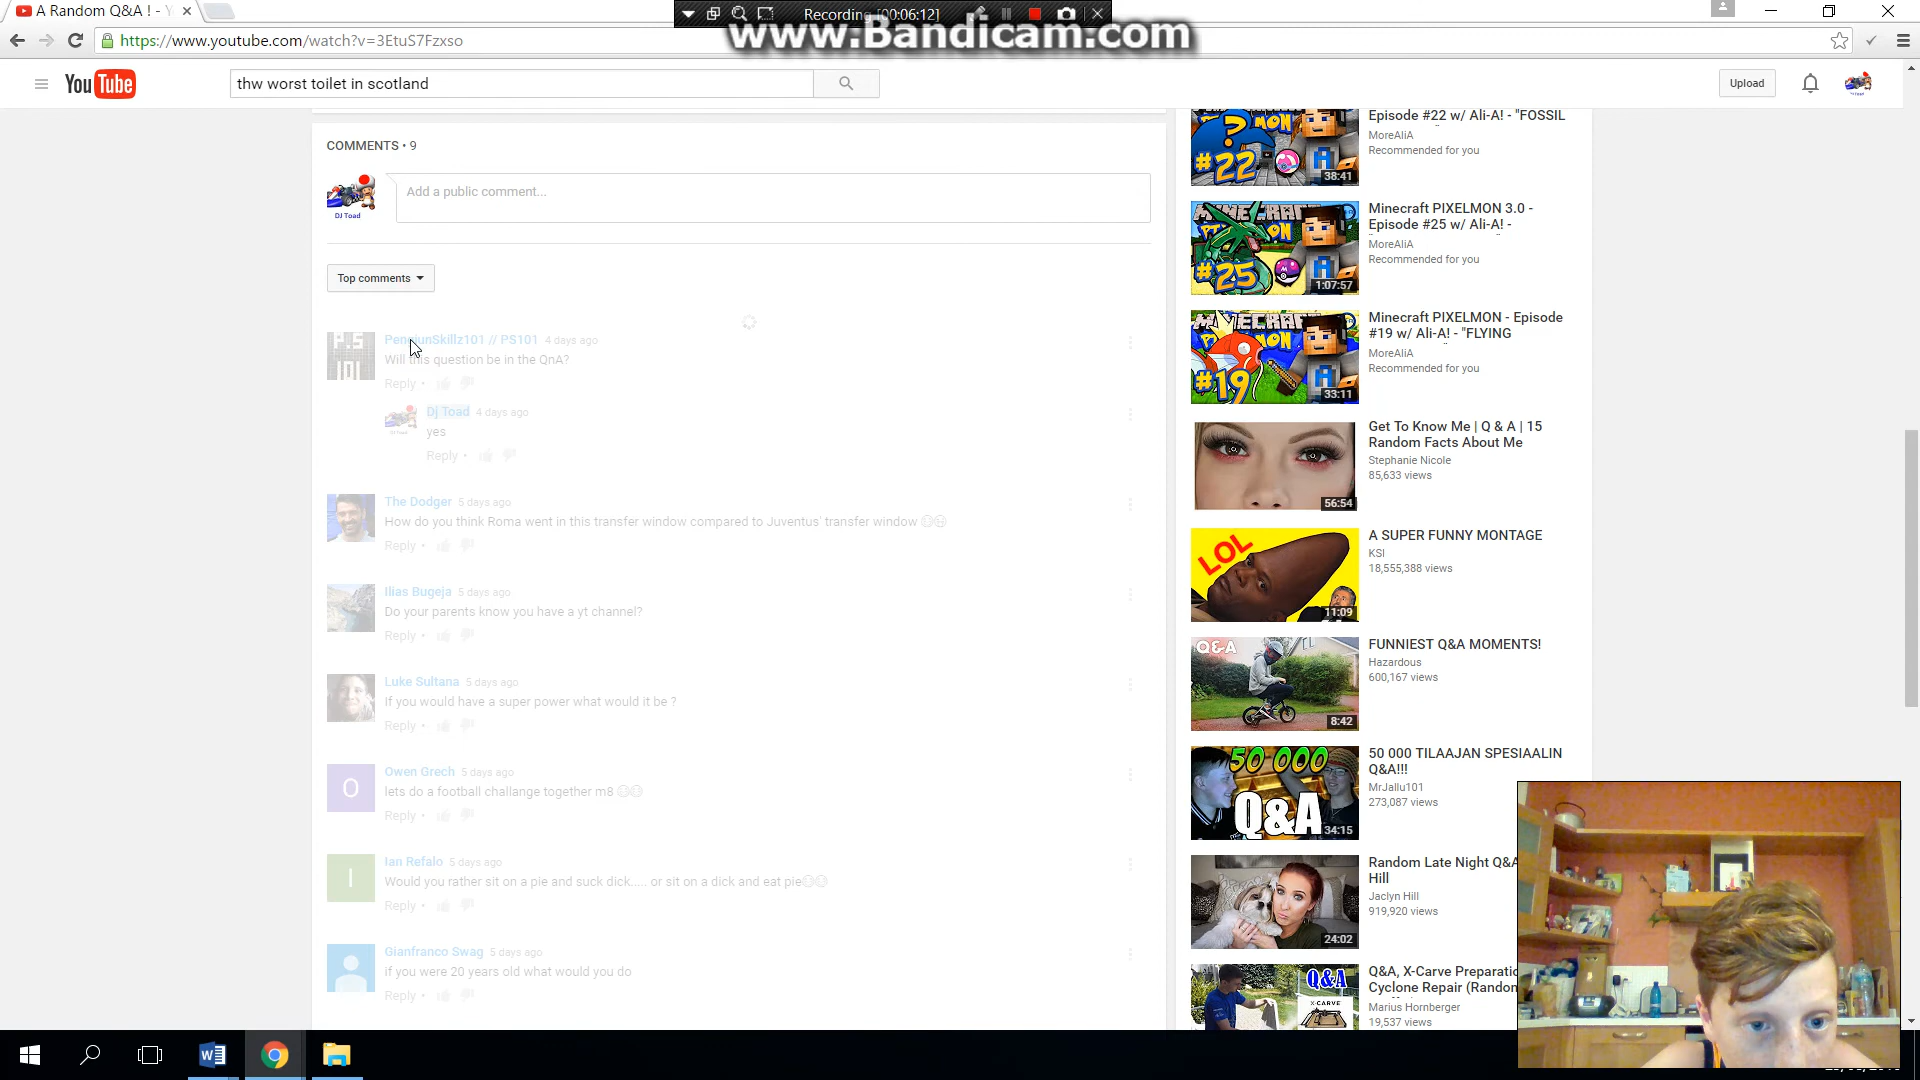 A Random Q&A ! - Y
Recording [00:06:12]
www.Bandicam.com
https://www.youtube.com/watch?v=3EtuS7Fzxso
YouTube
thw worst toilet in scotland
Upload
COMMENTS • 9
DJ Toad
Add a public comment...
Top comments
PenguinSkillz101 // PS101 4 days ago
Will this question be in the QnA?
Reply •
Dj Toad 4 days ago
yes
Reply •
The Dodger 5 days ago
How do you think Roma went in this transfer window compared to Juventus' transfer window
Reply •
Ilias Bugeja 5 days ago
Do your parents know you have a yt channel?
Reply •
Luke Sultana 5 days ago
If you would have a super power what would it be ?
Reply •
O
Owen Grech 5 days ago
lets do a football challange together m8
Reply •
I
Ian Refalo 5 days ago
Would you rather sit on a pie and suck dick..... or sit on a dick and eat pie
Reply •
Gianfranco Swag 5 days ago
if you were 20 years old what would you do
Reply •
P.S
101
#22
38:41
Episode #22 w/ Ali-A! - "FOSSIL
MoreAliA
Recommended for you
#25
1:07:57
Minecraft PIXELMON 3.0 -
Episode #25 w/ Ali-A! -
MoreAliA
Recommended for you
#19
33:11
Minecraft PIXELMON - Episode
#19 w/ Ali-A! - "FLYING
MoreAliA
Recommended for you
56:54
Get To Know Me | Q & A | 15
Random Facts About Me
Stephanie Nicole
85,633 views
LOL
11:09
A SUPER FUNNY MONTAGE
KSI
18,555,388 views
Q&A
8:42
FUNNIEST Q&A MOMENTS!
Hazardous
600,167 views
50 000
Q&A
34:15
50 000 TILAAJAN SPESIAALIN
Q&A!!!
MrJallu101
273,087 views
24:02
Random Late Night Q&A
Hill
Jaclyn Hill
919,920 views
Q&A
X-CARVE
Q&A, X-Carve Preparatio
Cyclone Repair (Random
Marius Hornberger
19,537 views